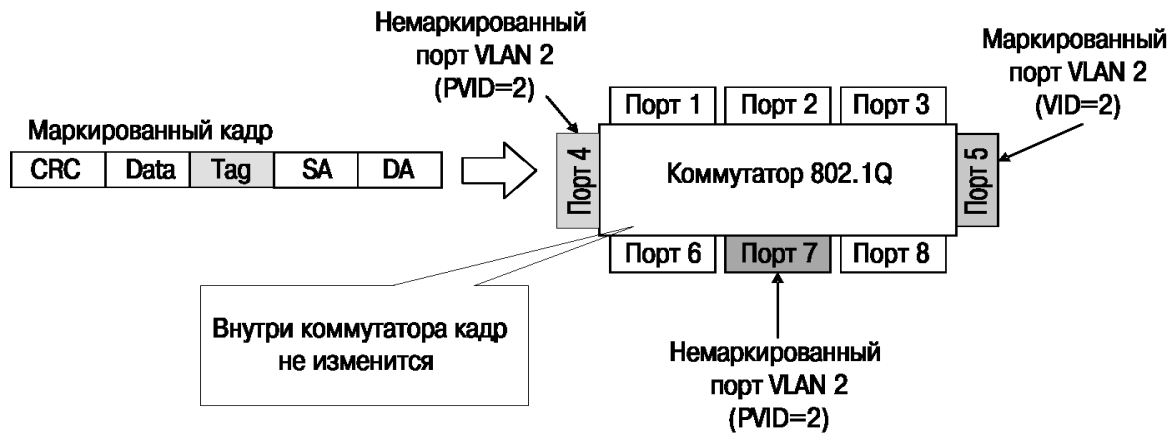 Немаркированный
порт VLAN 2
(PVID=2)
Маркированный
порт VLAN 2
(VID=2)
Маркированный кадр
CRC Data Tag SA DA
Порт 1 Порт 2 Порт 3
Порт 4
Коммутатор 802.1Q
Порт 5
Порт 6 Порт 7 Порт 8
Внутри коммутатора кадр
не изменится
Немаркированный
порт VLAN 2
(PVID=2)